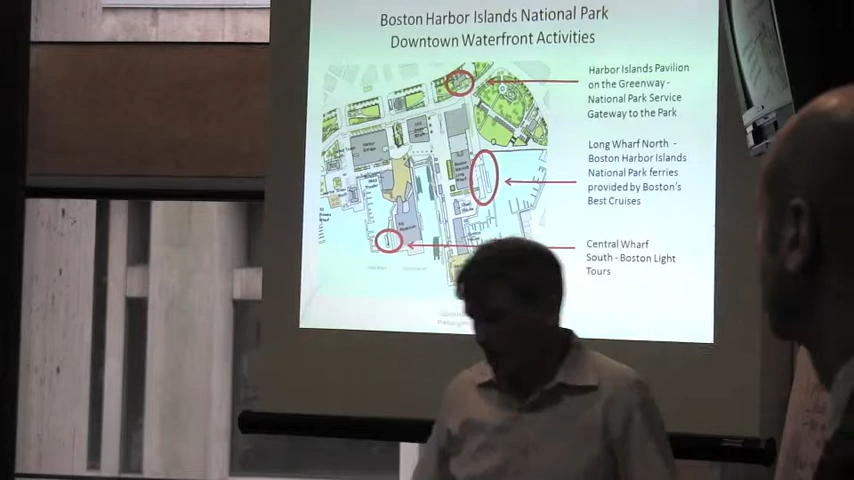 Boston Harbor Islands National Park
Downtown Waterfront Activities
Harbor Islands Pavilion
on the Greenway -
National Park Service
Gateway to the Park
Long Wharf North -
Boston Harbor Islands
National Park ferries
provided by Boston's
Best Cruises
Central Wharf
South - Boston Light
Tours